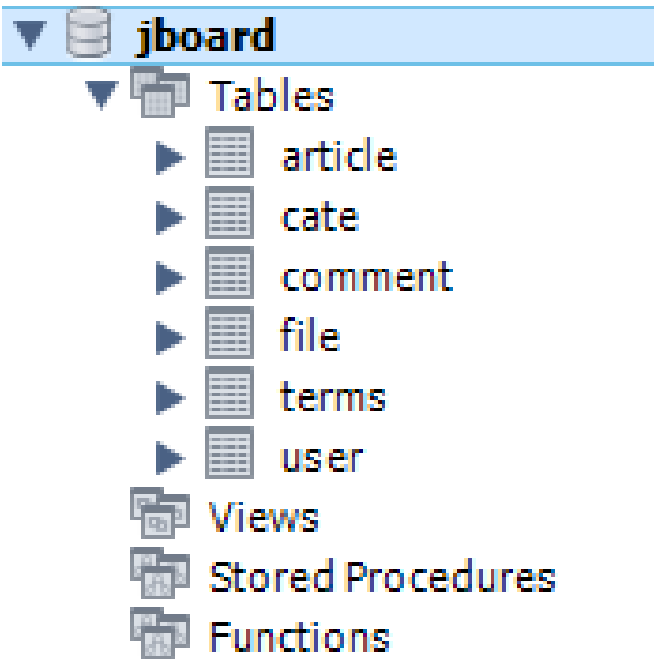 jboard
Tables
article
cate
comment
file
terms
user
Views
Stored Procedures
Functions